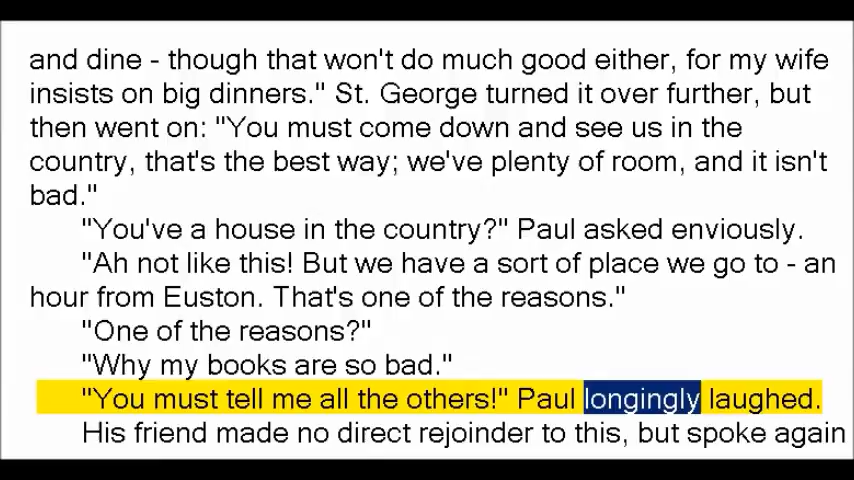 and dine - though that won't do much good either, for my wife
insists on big dinners." St. George turned it over further, but
then went on: "You must come down and see us in the
country, that's the best way; we've plenty of room, and it isn't
bad."
"You've a house in the country?" Paul asked enviously.
"Ah not like this! But we have a sort of place we go to - an
hour from Euston. That's one of the reasons."
"One of the reasons?"
"Why my books are so bad."
"You must tell me all the others!" Paul longingly laughed.
His friend made no direct rejoinder to this, but spoke again